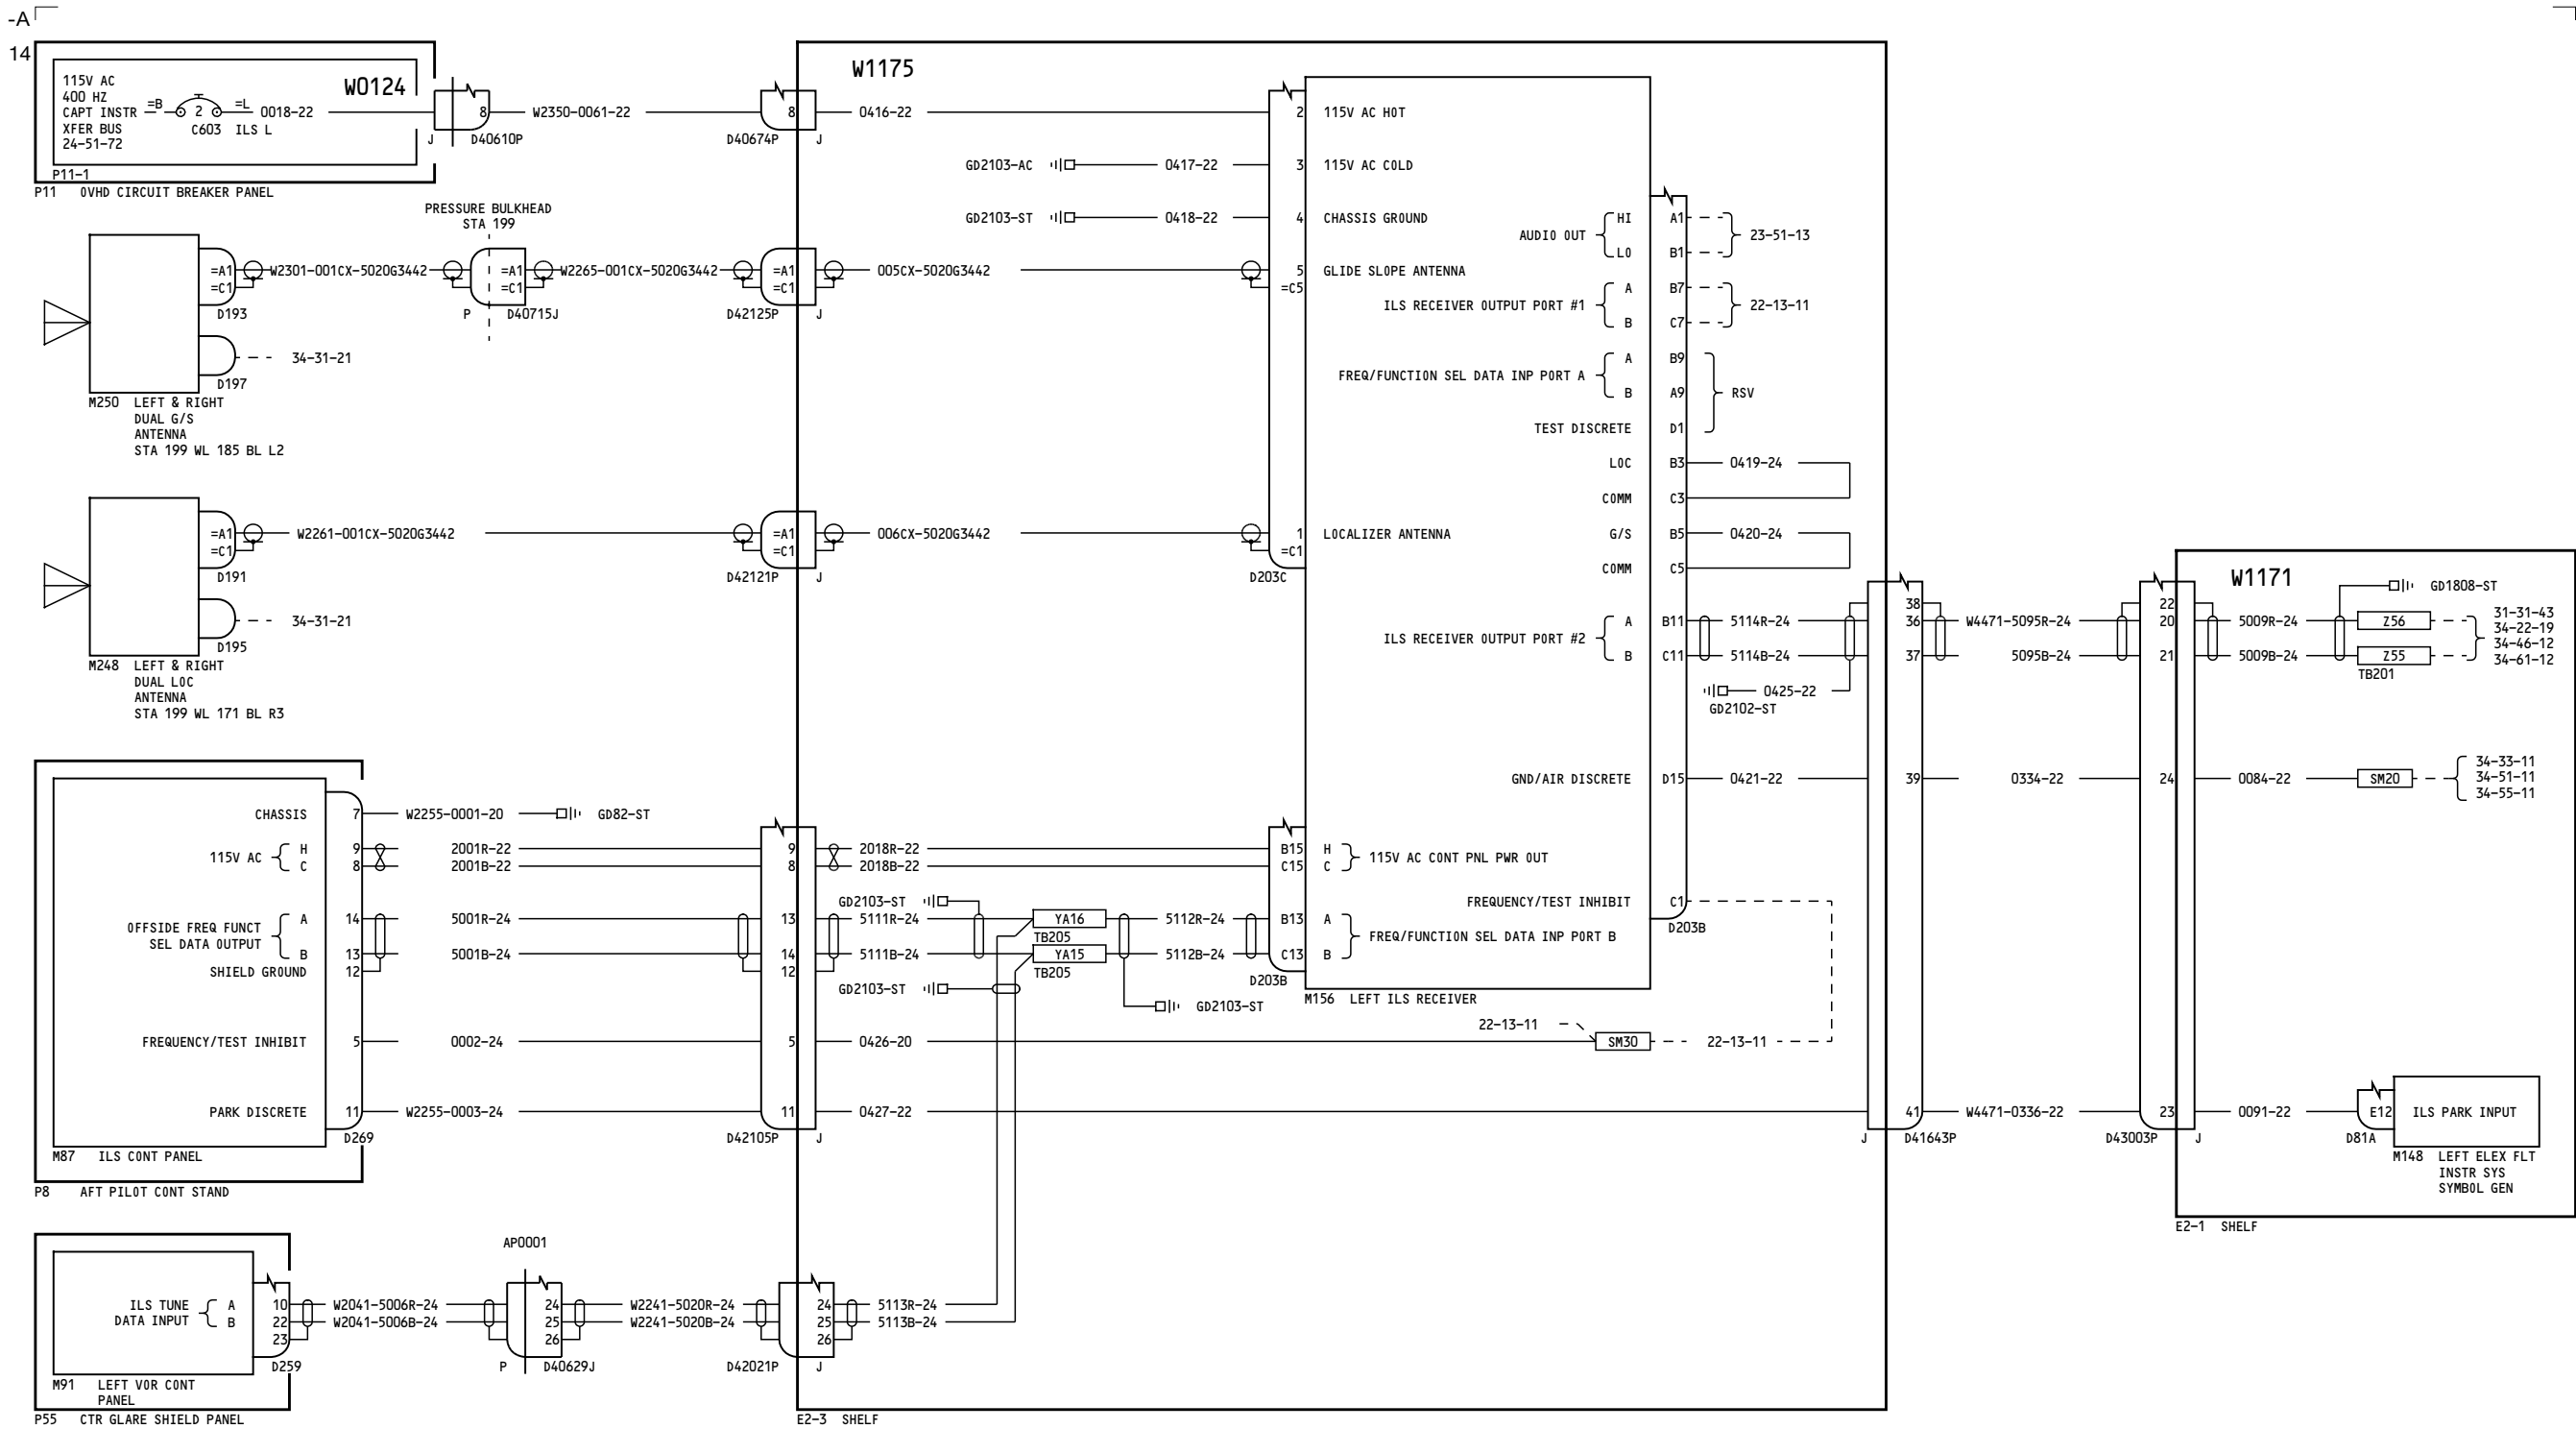 -A
14
W0124
115V AC
400 HZ
CAPT INSTR
XFER BUS
24-51-72
=B
2
=L
C603 ILS L
0018-22
P11-1
P11 OVHD CIRCUIT BREAKER PANEL
J
8
D40610P
W2350-0061-22
8
D40674P
J
W1175
0416-22
2 115V AC HOT
GD2103-AC
0417-22
3 115V AC COLD
GD2103-ST
0418-22
4 CHASSIS GROUND
PRESSURE BULKHEAD
STA 199
=A1
=C1
D193
W2301-001CX-5020G3442
=A1
=C1
P
D40715J
W2265-001CX-5020G3442
=A1
=C1
D42125P
J
005CX-5020G3442
5 GLIDE SLOPE ANTENNA
=C5
D197
34-31-21
M250 LEFT & RIGHT
DUAL G/S
ANTENNA
STA 199 WL 185 BL L2
=A1
=C1
D191
W2261-001CX-5020G3442
=A1
=C1
D42121P
J
006CX-5020G3442
1 LOCALIZER ANTENNA
=C1
D203C
D195
34-31-21
M248 LEFT & RIGHT
DUAL LOC
ANTENNA
STA 199 WL 171 BL R3
AUDIO OUT
HI A1
LO B1
23-51-13
ILS RECEIVER OUTPUT PORT #1
A B7
B C7
22-13-11
FREQ/FUNCTION SEL DATA INP PORT A
A B9
B A9
TEST DISCRETE D1
RSV
LOC B3 0419-24
COMM C3
G/S B5 0420-24
COMM C5
ILS RECEIVER OUTPUT PORT #2
A B11 5114R-24
B C11 5114B-24
0425-22
GD2102-ST
38
36
37
W4471-5095R-24
5095B-24
22
20
21
W1171
GD1808-ST
5009R-24
Z56
5009B-24
Z55
TB201
31-31-43
34-22-19
34-46-12
34-61-12
GND/AIR DISCRETE D15 0421-22
39
0334-22
24
0084-22
SM20
34-33-11
34-51-11
34-55-11
CHASSIS 7 W2255-0001-20 GD82-ST
115V AC
H 9 2001R-22 9 2018R-22 B15 H
C 8 2001B-22 8 2018B-22 C15 C
115V AC CONT PNL PWR OUT
GD2103-ST
FREQUENCY/TEST INHIBIT C1
D203B
OFFSIDE FREQ FUNCT
SEL DATA OUTPUT
A 14 5001R-24 13 5111R-24 YA16 5112R-24 B13 A
TB205
B 13 5001B-24 14 5111B-24 YA15 5112B-24 C13 B
TB205
FREQ/FUNCTION SEL DATA INP PORT B
SHIELD GROUND 12
12
GD2103-ST
D203B
GD2103-ST
M156 LEFT ILS RECEIVER
22-13-11
FREQUENCY/TEST INHIBIT 5 0002-24 5 0426-20 SM30 22-13-11
PARK DISCRETE 11 W2255-0003-24 11 0427-22
41
W4471-0336-22
23
0091-22
E12 ILS PARK INPUT
D269
D42105P
J
J
D41643P
D43003P
J
D81A
M148 LEFT ELEX FLT
INSTR SYS
SYMBOL GEN
M87 ILS CONT PANEL
P8 AFT PILOT CONT STAND
E2-1 SHELF
AP0001
ILS TUNE
DATA INPUT
A 10 W2041-5006R-24 24 W2241-5020R-24 24 5113R-24
B 22 W2041-5006B-24 25 W2241-5020B-24 25 5113B-24
23
26
26
D259
P
D40629J
D42021P
J
M91 LEFT VOR CONT
PANEL
P55 CTR GLARE SHIELD PANEL
E2-3 SHELF